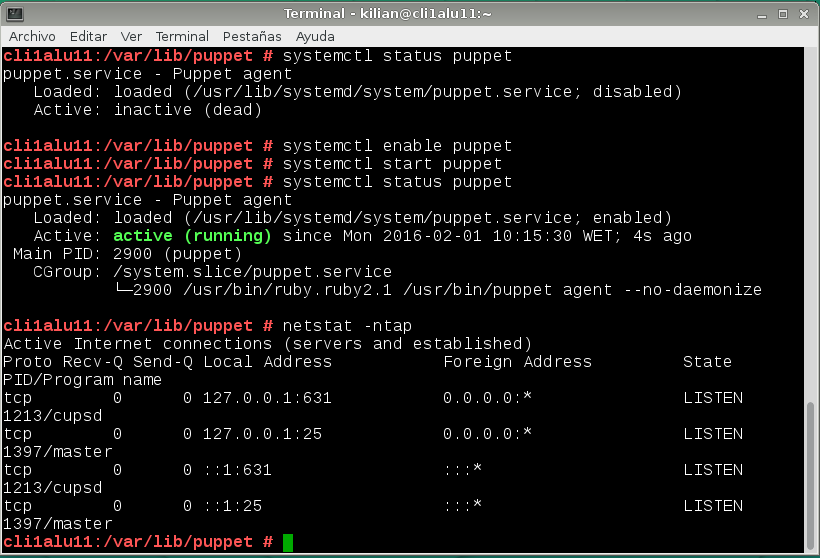 Terminal - kilian@cli1alu11:~
Archivo Editar Ver Terminal Pestañas Ayuda
cli1alu11:/var/lib/puppet # systemctl status puppet
puppet.service - Puppet agent
   Loaded: loaded (/usr/lib/systemd/system/puppet.service; disabled)
   Active: inactive (dead)

cli1alu11:/var/lib/puppet # systemctl enable puppet
cli1alu11:/var/lib/puppet # systemctl start puppet
cli1alu11:/var/lib/puppet # systemctl status puppet
puppet.service - Puppet agent
   Loaded: loaded (/usr/lib/systemd/system/puppet.service; enabled)
   Active: active (running) since Mon 2016-02-01 10:15:30 WET; 4s ago
 Main PID: 2900 (puppet)
   CGroup: /system.slice/puppet.service
           └─2900 /usr/bin/ruby.ruby2.1 /usr/bin/puppet agent --no-daemonize

cli1alu11:/var/lib/puppet # netstat -ntap
Active Internet connections (servers and established)
Proto Recv-Q Send-Q Local Address           Foreign Address         State
PID/Program name
tcp        0      0 127.0.0.1:631           0.0.0.0:*               LISTEN
1213/cupsd
tcp        0      0 127.0.0.1:25            0.0.0.0:*               LISTEN
1397/master
tcp        0      0 ::1:631                 :::*                    LISTEN
1213/cupsd
tcp        0      0 ::1:25                  :::*                    LISTEN
1397/master
cli1alu11:/var/lib/puppet #